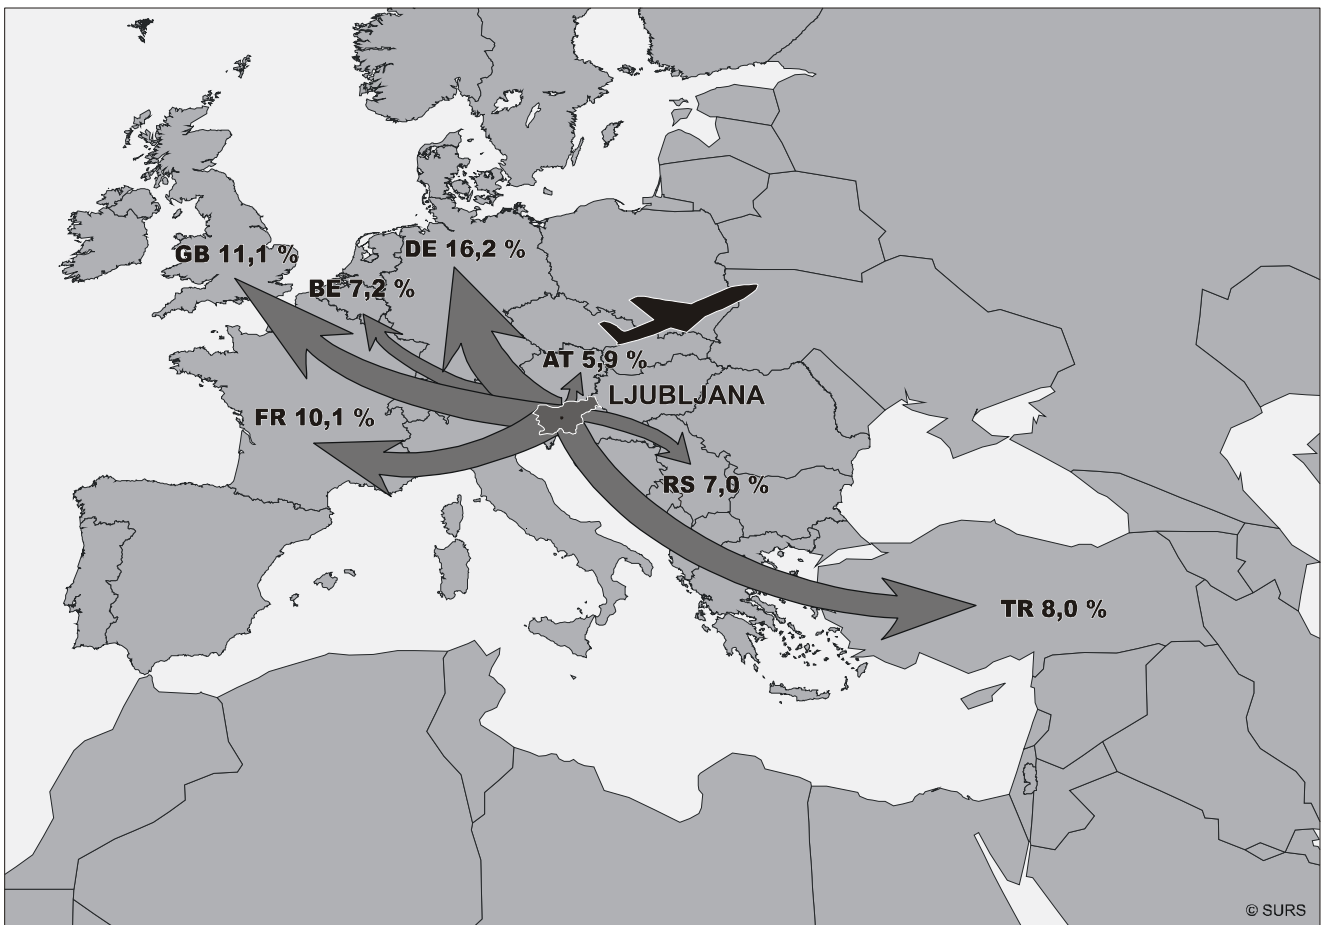 DE 16,2 %
GB 11,1 %
BE 7,2 %
AT 5,9 %
LJUBLJANA
FR 10,1 %
RS 7,0 %
TR 8,0 %
© SURS